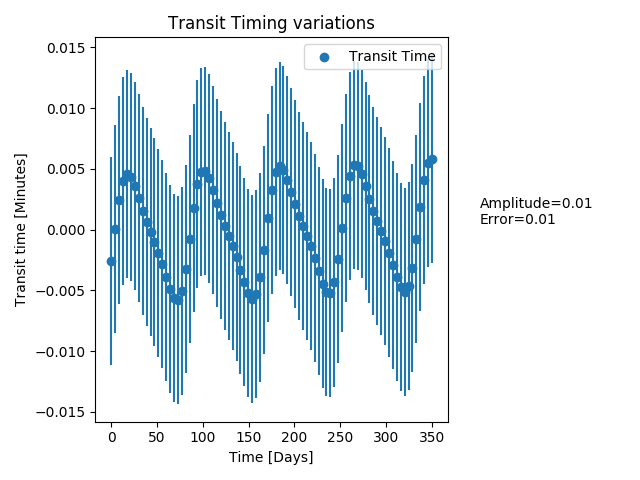 Transit Timing variations
0.015
0.010
0.005
0.000
−0.005
−0.010
−0.015
Transit time [Minutes]
Transit Time
0
50
100
150
200
250
300
350
Time [Days]
Amplitude=0.01
Error=0.01